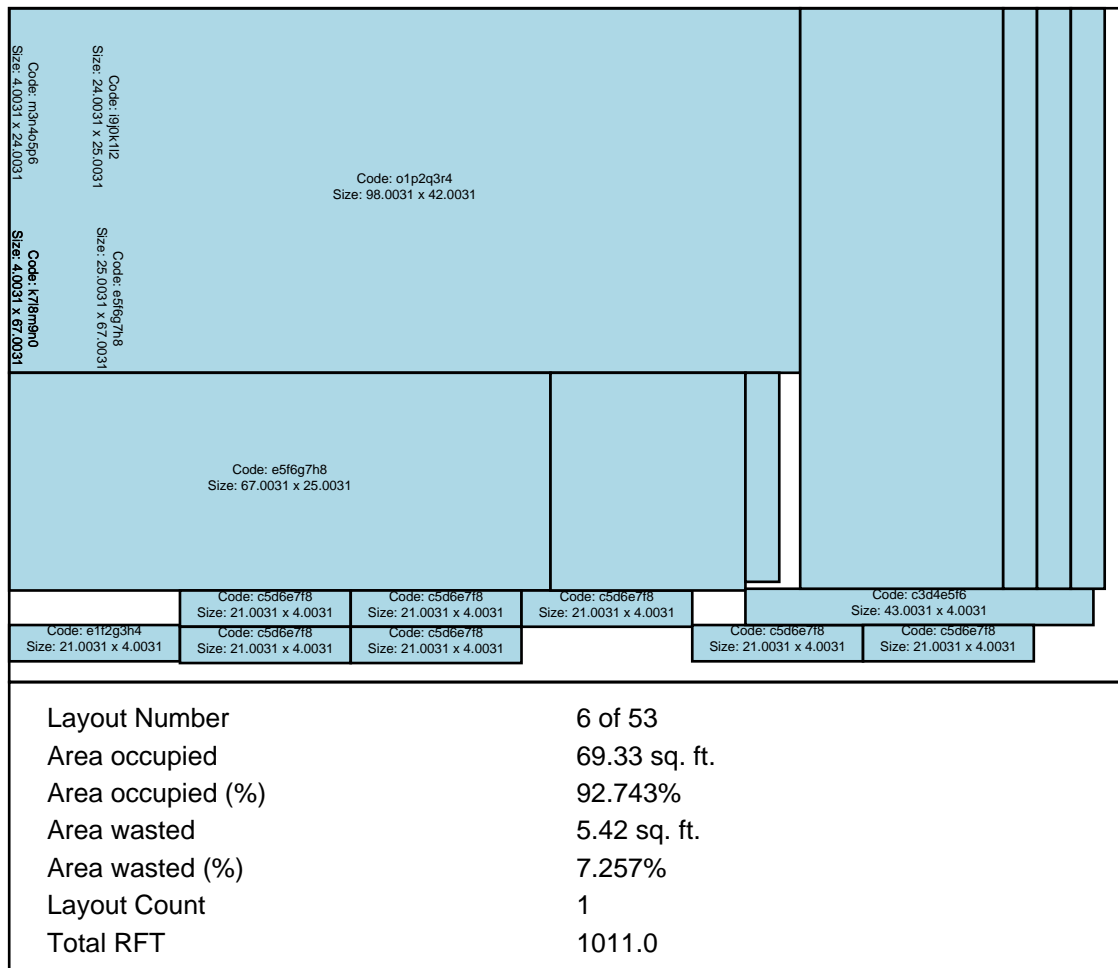 Code: m3n4o5p6
Size: 4.0031 x 24.0031
Code: i9j0k1l2
Size: 24.0031 x 25.0031
Code: o1p2q3r4
Size: 98.0031 x 42.0031
Code: k7l8m9n0
Size: 4.0031 x 67.0031
Code: e5f6g7h8
Size: 25.0031 x 67.0031
Code: e5f6g7h8
Size: 67.0031 x 25.0031
Code: c5d6e7f8
Size: 21.0031 x 4.0031
Code: c5d6e7f8
Size: 21.0031 x 4.0031
Code: c5d6e7f8
Size: 21.0031 x 4.0031
Code: c3d4e5f6
Size: 43.0031 x 4.0031
Code: e1f2g3h4
Size: 21.0031 x 4.0031
Code: c5d6e7f8
Size: 21.0031 x 4.0031
Code: c5d6e7f8
Size: 21.0031 x 4.0031
Code: c5d6e7f8
Size: 21.0031 x 4.0031
Code: c5d6e7f8
Size: 21.0031 x 4.0031
Layout Number 6 of 53
Area occupied 69.33 sq. ft.
Area occupied (%) 92.743%
Area wasted 5.42 sq. ft.
Area wasted (%) 7.257%
Layout Count 1
Total RFT 1011.0